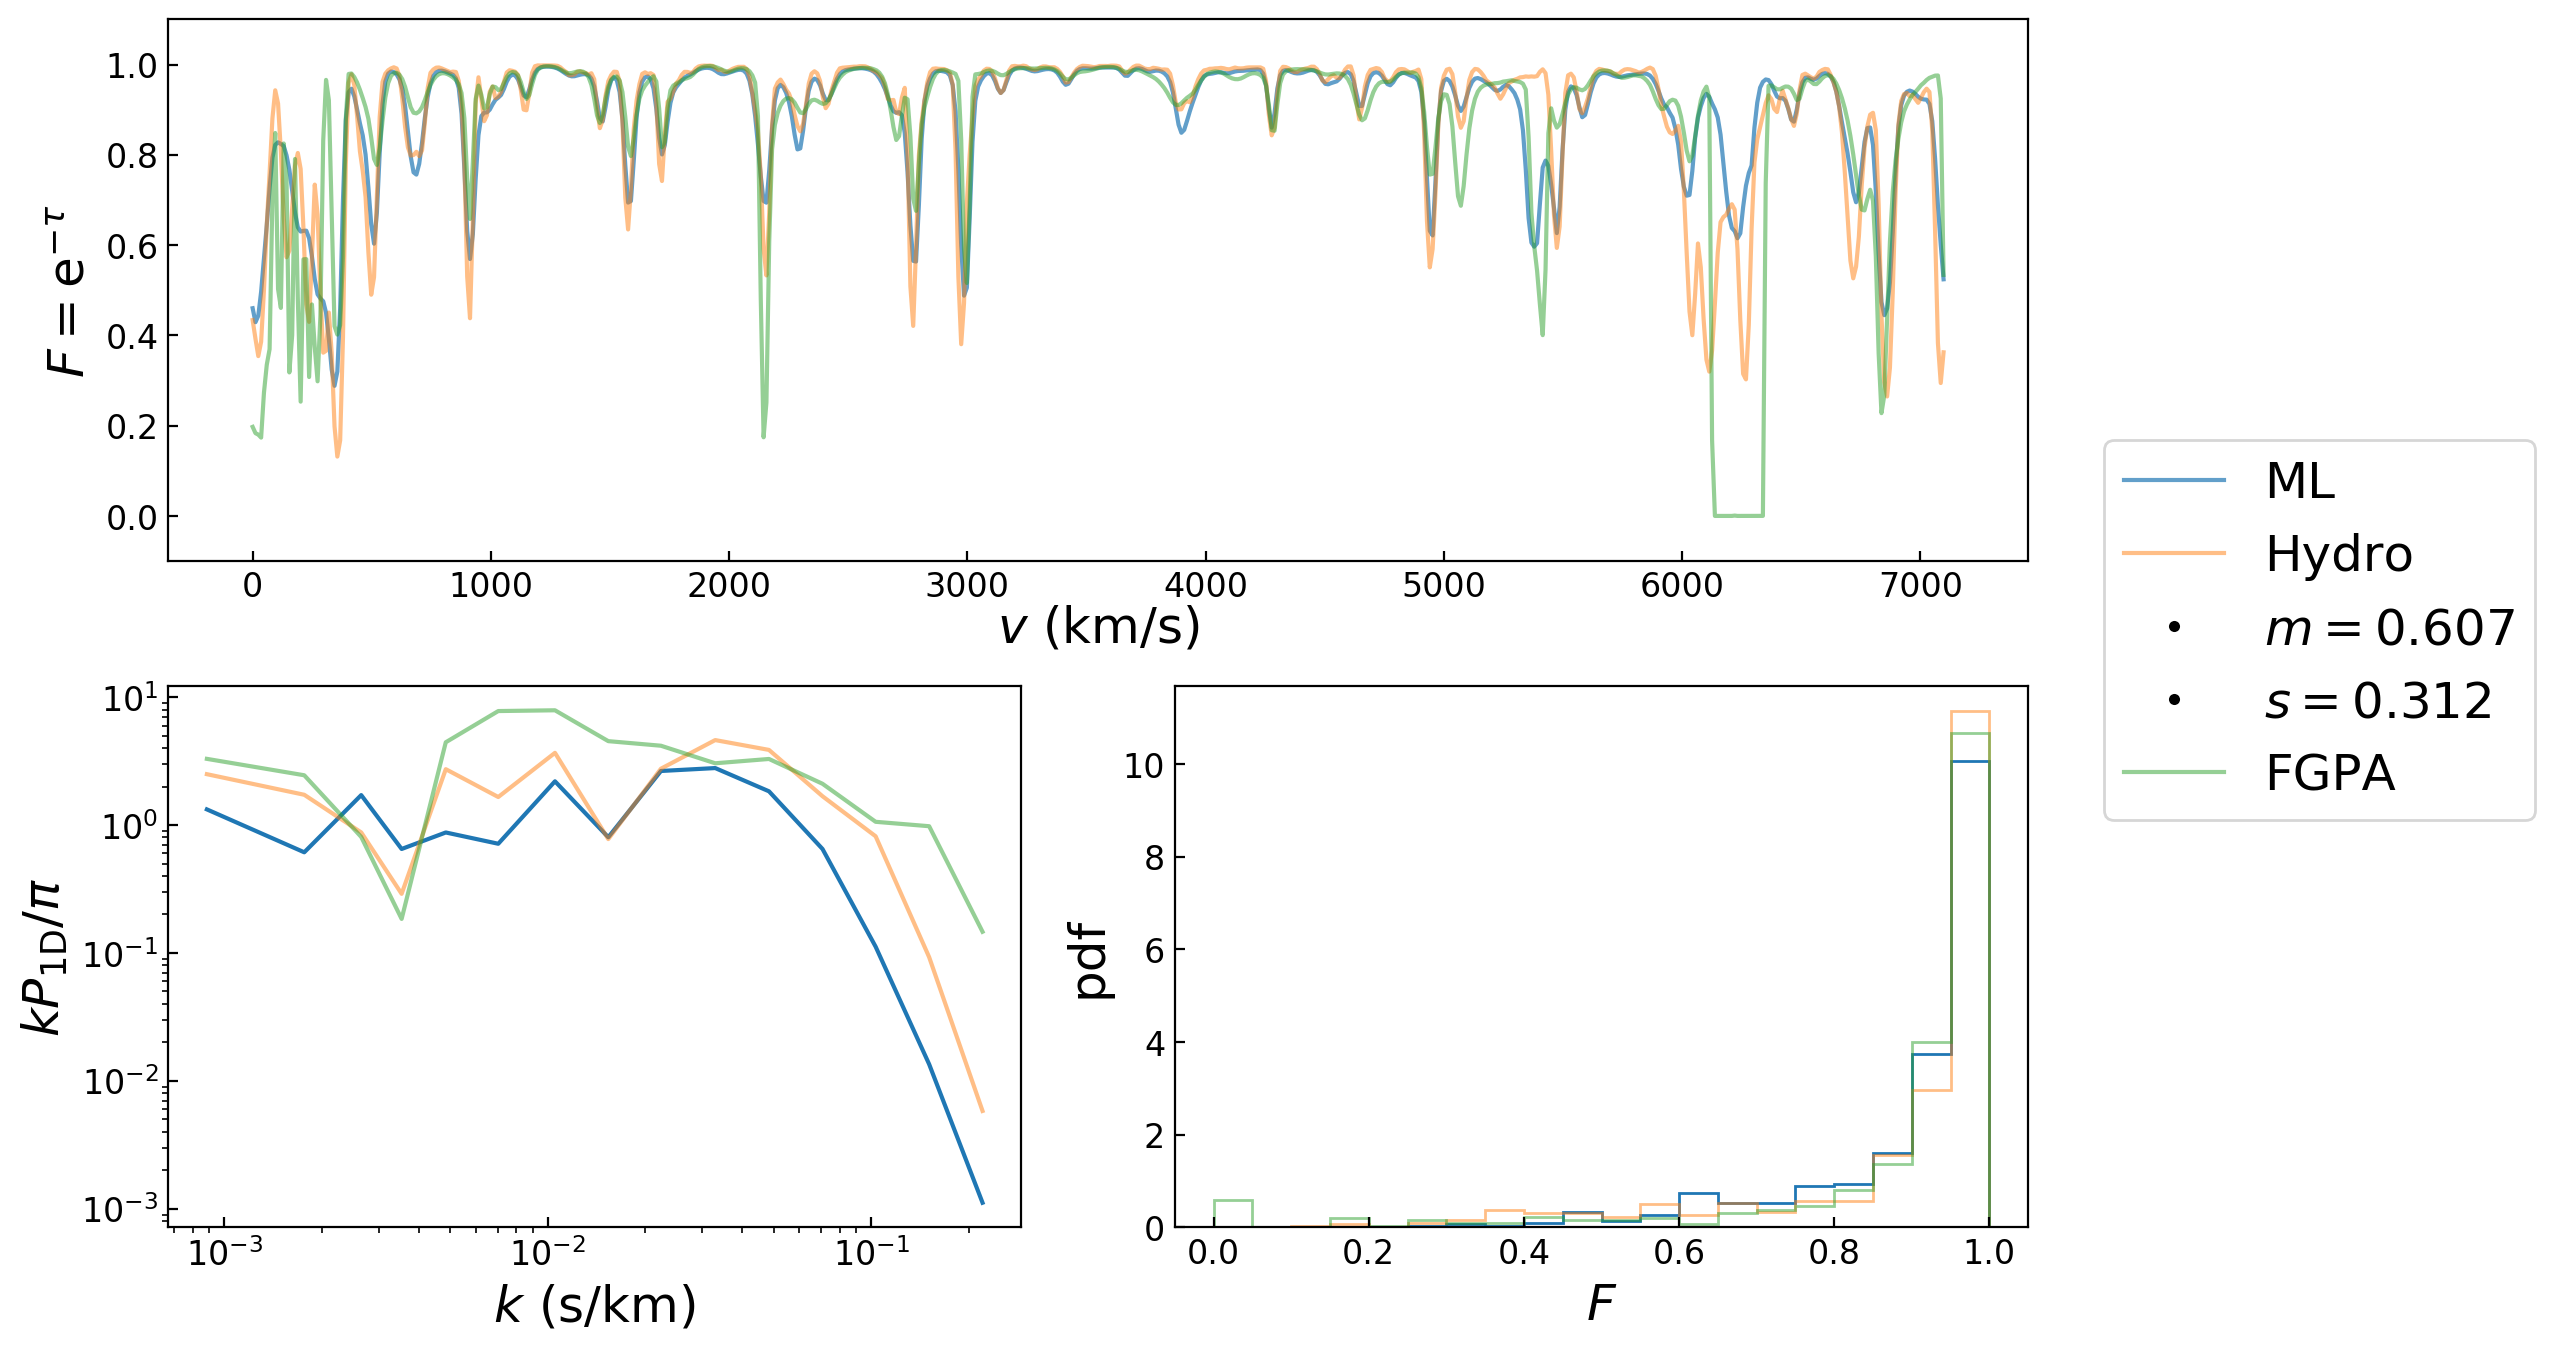 1.0
0.8
0.6
0.4
0.2
0.0
F = e^{−τ}
0 1000 2000 3000 4000 5000 6000 7000
v (km/s)
ML
Hydro
m = 0.607
s = 0.312
FGPA
10^1
10^0
10^{−1}
10^{−2}
10^{−3}
kP_{1D}/π
10^{−3} 10^{−2} 10^{−1}
k (s/km)
10
8
6
4
2
0
pdf
0.0 0.2 0.4 0.6 0.8 1.0
F